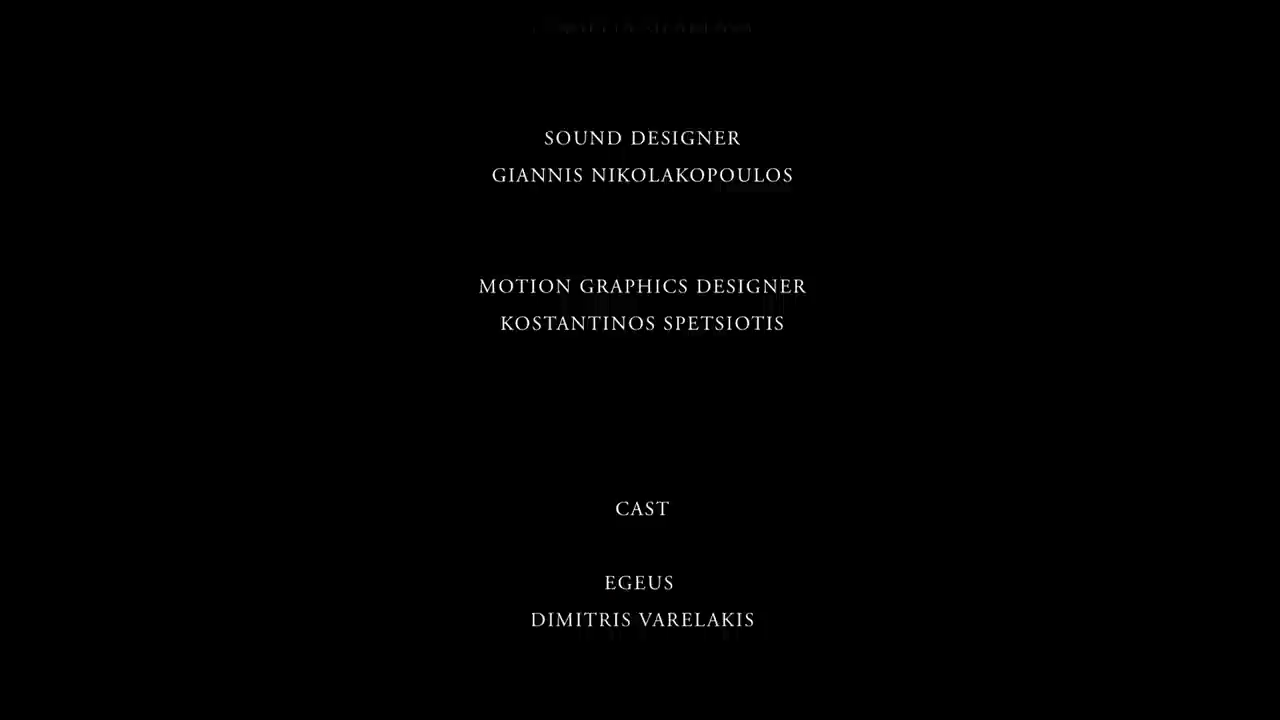 SOUND DESIGNER
GIANNIS NIKOLAKOPOULOS
MOTION GRAPHICS DESIGNER
KOSTANTINOS SPETSIOTIS
CAST
EGEUS
DIMITRIS VARELAKIS